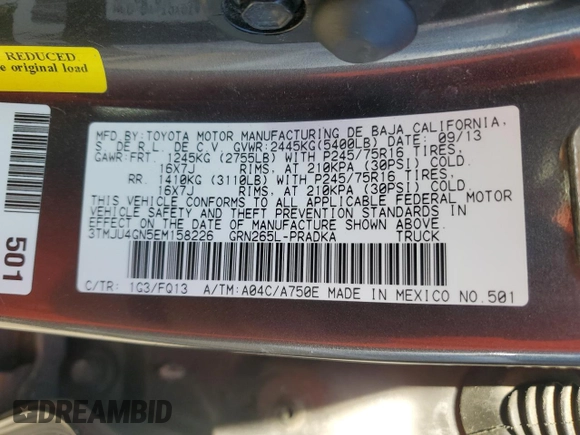 REDUCED
e original load
501
MFD. BY: TOYOTA MOTOR MANUFACTURING DE BAJA CALIFORNIA,
S. DE R.L. DE C.V. GVWR: 2445KG(5400LB) DATE: 09/13
GAWR: FRT. 1245KG (2755LB) WITH P245/75R16 TIRES,
16X7J RIMS, AT 210KPA (30PSI) COLD.
RR. 1410KG (3110LB) WITH P245/75R16 TIRES,
16X7J RIMS, AT 210KPA (30PSI) COLD.
THIS VEHICLE CONFORMS TO ALL APPLICABLE FEDERAL MOTOR
VEHICLE SAFETY AND THEFT PREVENTION STANDARDS IN
EFFECT ON THE DATE OF MANUFACTURE SHOWN ABOVE.
3TMJU4GN5EM158226 GRN265L-PRADKA TRUCK
C/TR: 1G3/FQ13 A/TM: A04C/A750E MADE IN MEXICO NO.501
DREAMBID